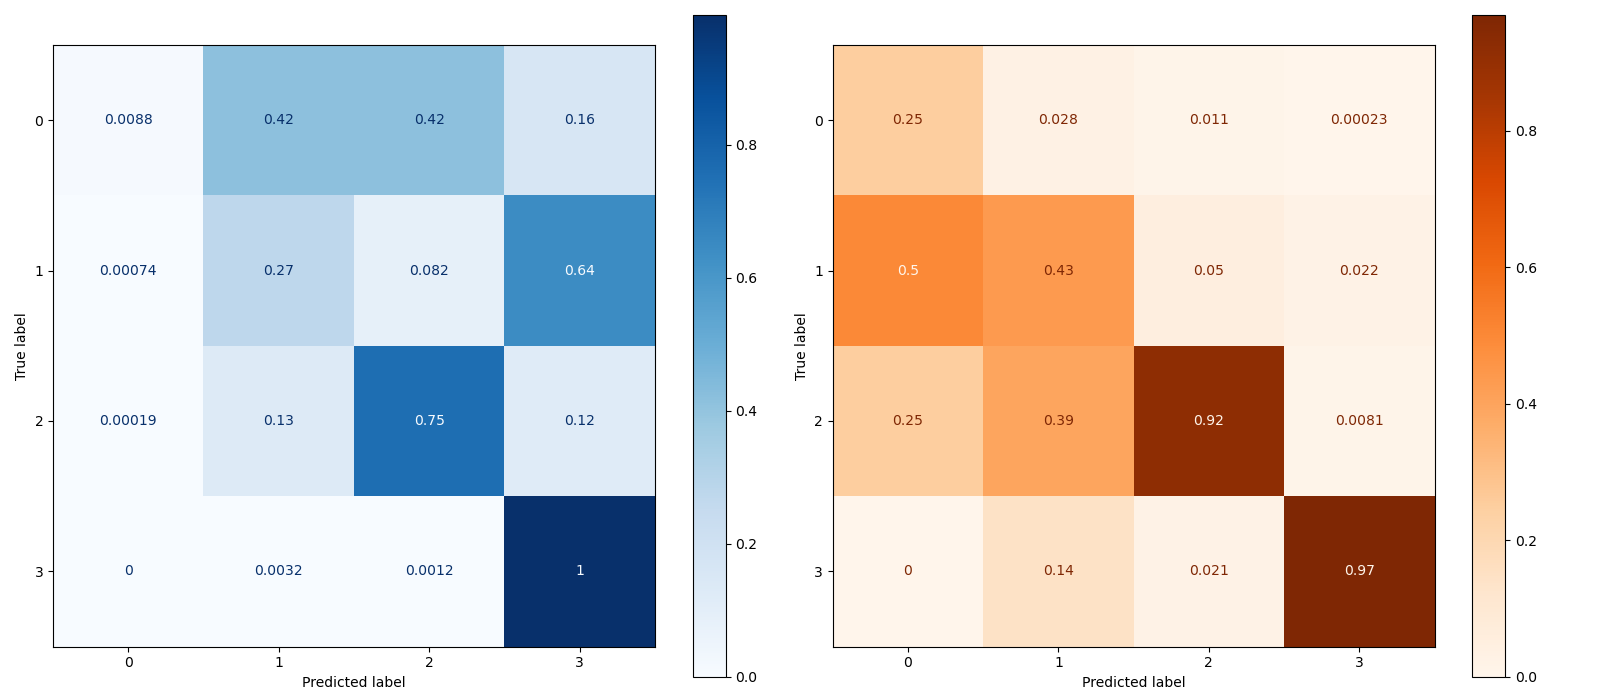 0.0088 0.42 0.42 0.16
0.00074 0.27 0.082 0.64
0.00019 0.13 0.75 0.12
0 0.0032 0.0012 1
0
1
2
3
True label
0 1 2 3
Predicted label
0.8
0.6
0.4
0.2
0.0
0.25 0.028 0.011 0.00023
0.5 0.43 0.05 0.022
0.25 0.39 0.92 0.0081
0 0.14 0.021 0.97
0
1
2
3
True label
0 1 2 3
Predicted label
0.8
0.6
0.4
0.2
0.0